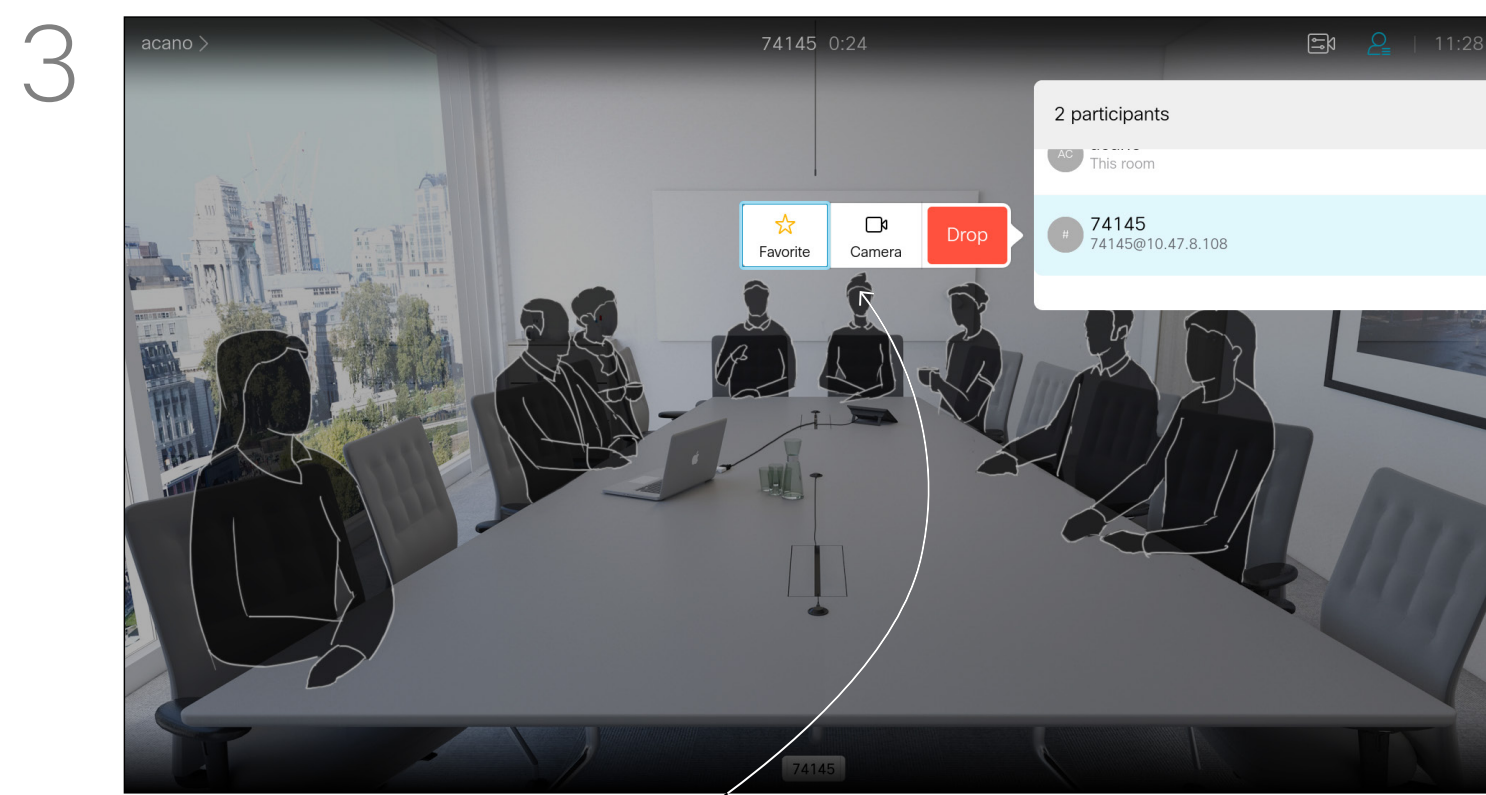 3
acano >
74145 0:24
11:28
2 participants
AC
This room
Favorite
Camera
Drop
#
74145
74145@10.47.8.108
74145